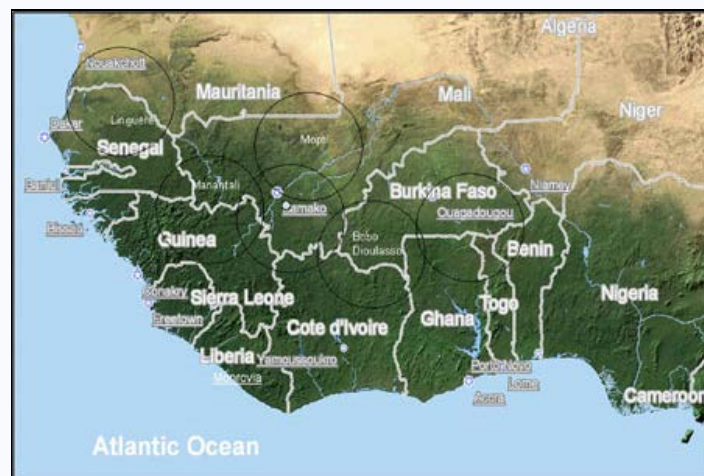 Algeria
Nouakchott
Mauritania
Mali
Niger
Linguere
Dakar
Senegal
Mopti
Banjul
Manantali
Burkina Faso
Niamey
Bamako
Ouagadougou
Bissau
Guinea
Bobo
Dioulasso
Benin
Conakry
Sierra Leone
Nigeria
Freetown
Cote d'Ivoire
Ghana
Togo
Liberia
Yamoussoukro
Monrovia
Lome
Accra
Cameroon
Atlantic Ocean